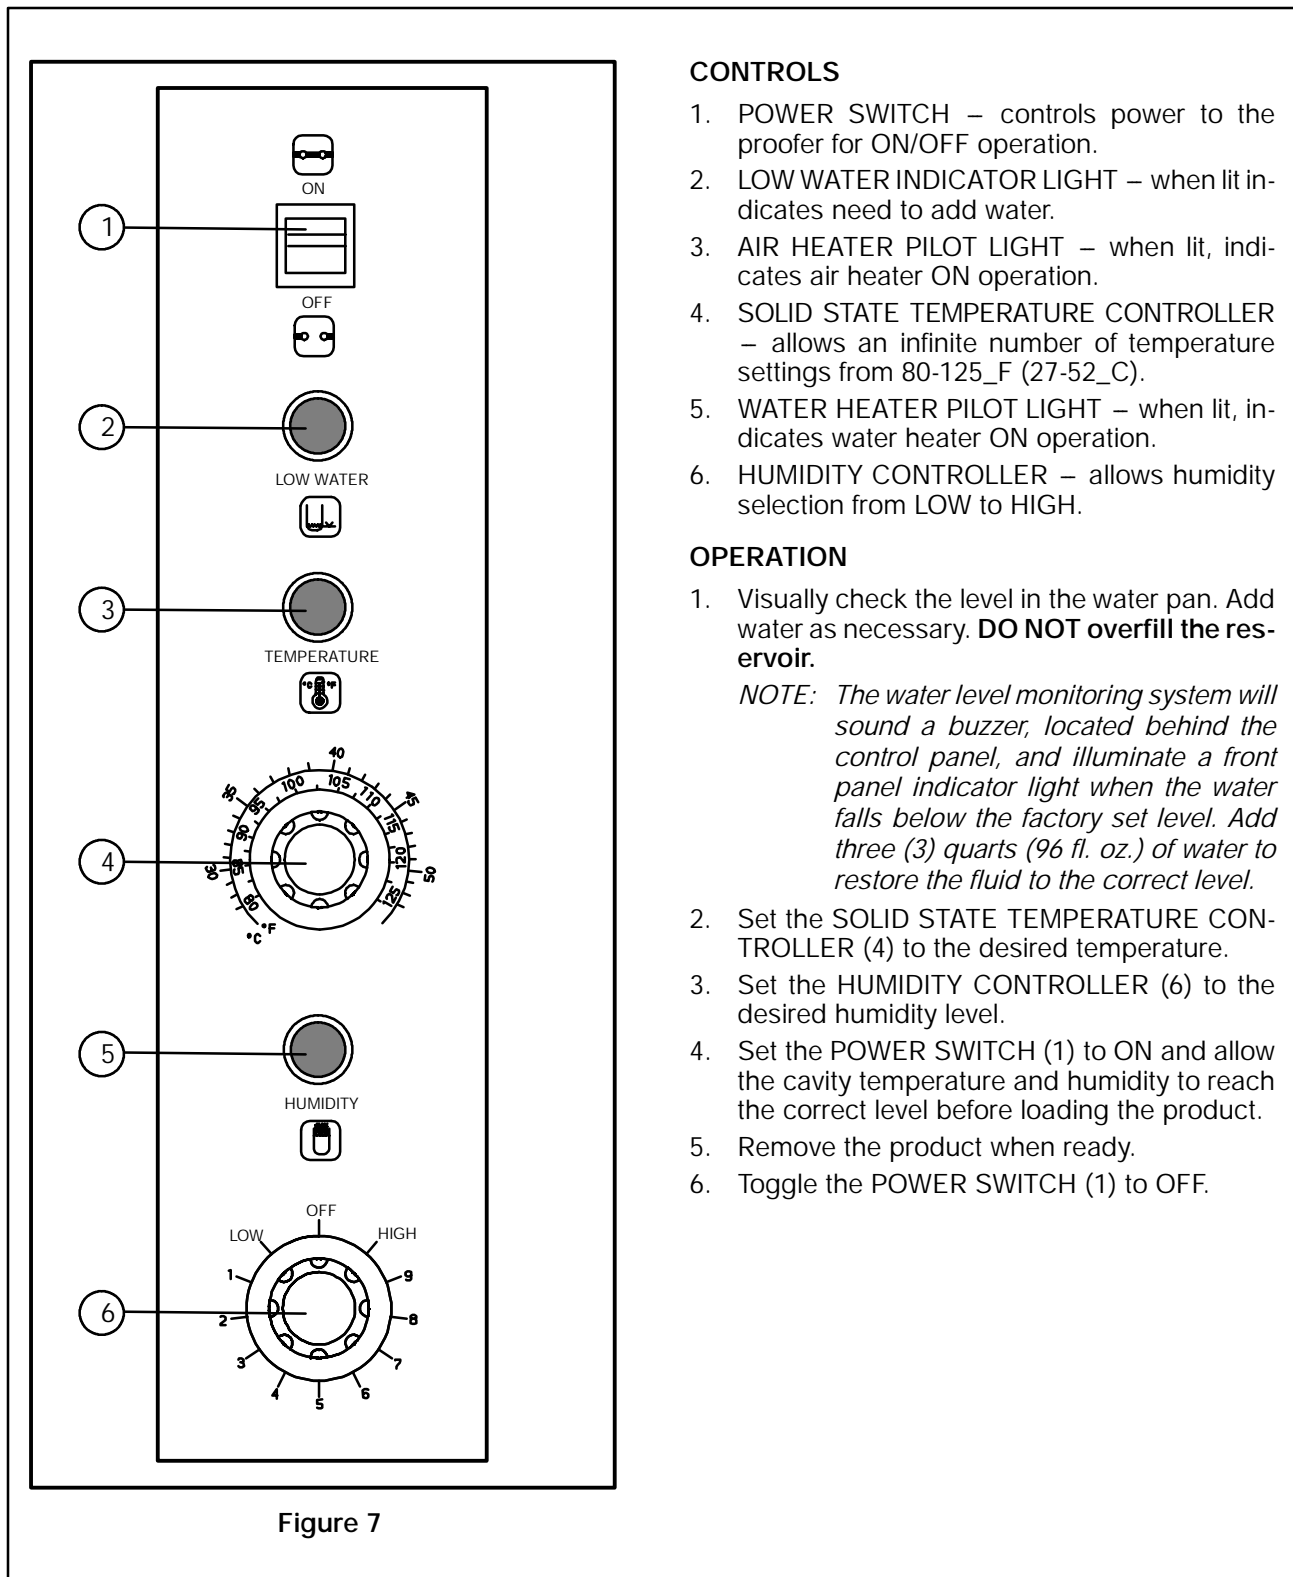 ON
1
OFF
2
LOW WATER
3
TEMPERATURE
°C °F
40
35 45
100 105
95 110
90 115
4
30 85 120 50
80 125
°C °F
5
HUMIDITY
OFF
LOW HIGH
1 9
6
2 8
3 7
4 6
5
Figure 7
CONTROLS
1. POWER SWITCH – controls power to the
proofer for ON/OFF operation.
2. LOW WATER INDICATOR LIGHT – when lit in-
dicates need to add water.
3. AIR HEATER PILOT LIGHT – when lit, indi-
cates air heater ON operation.
4. SOLID STATE TEMPERATURE CONTROLLER
– allows an infinite number of temperature
settings from 80-125_F (27-52_C).
5. WATER HEATER PILOT LIGHT – when lit, in-
dicates water heater ON operation.
6. HUMIDITY CONTROLLER – allows humidity
selection from LOW to HIGH.
OPERATION
1. Visually check the level in the water pan. Add
water as necessary. DO NOT overfill the res-
ervoir.
NOTE: The water level monitoring system will
sound a buzzer, located behind the
control panel, and illuminate a front
panel indicator light when the water
falls below the factory set level. Add
three (3) quarts (96 fl. oz.) of water to
restore the fluid to the correct level.
2. Set the SOLID STATE TEMPERATURE CON-
TROLLER (4) to the desired temperature.
3. Set the HUMIDITY CONTROLLER (6) to the
desired humidity level.
4. Set the POWER SWITCH (1) to ON and allow
the cavity temperature and humidity to reach
the correct level before loading the product.
5. Remove the product when ready.
6. Toggle the POWER SWITCH (1) to OFF.